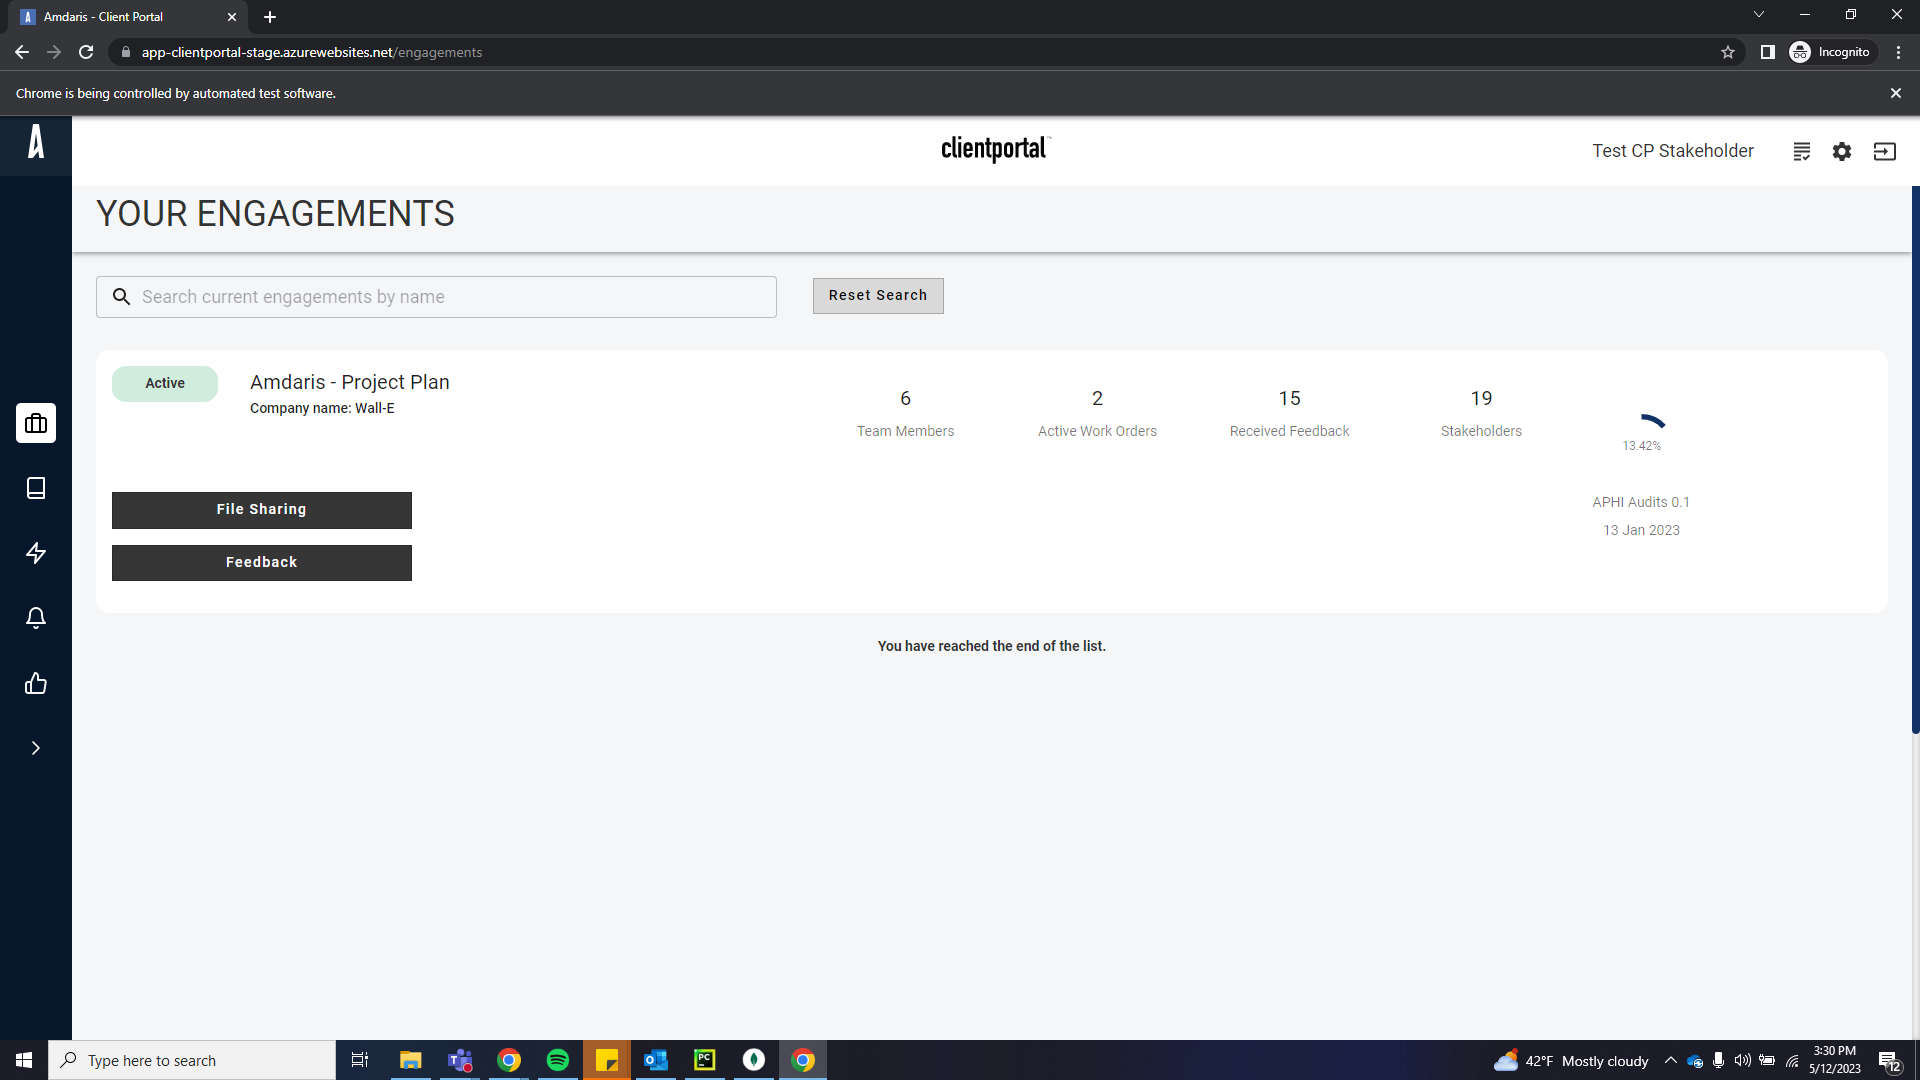 Amdaris - Client Portal
app-clientportal-stage.azurewebsites.net/engagements
Incognito
Chrome is being controlled by automated test software.
clientportal™
Test CP Stakeholder
YOUR ENGAGEMENTS
Search current engagements by name
Reset Search
Active
Amdaris - Project Plan
Company name: Wall-E
6
Team Members
2
Active Work Orders
15
Received Feedback
19
Stakeholders
13.42%
APHI Audits 0.1
13 Jan 2023
File Sharing
Feedback
You have reached the end of the list.
Type here to search
PC
42°F Mostly cloudy
3:30 PM
5/12/2023
12